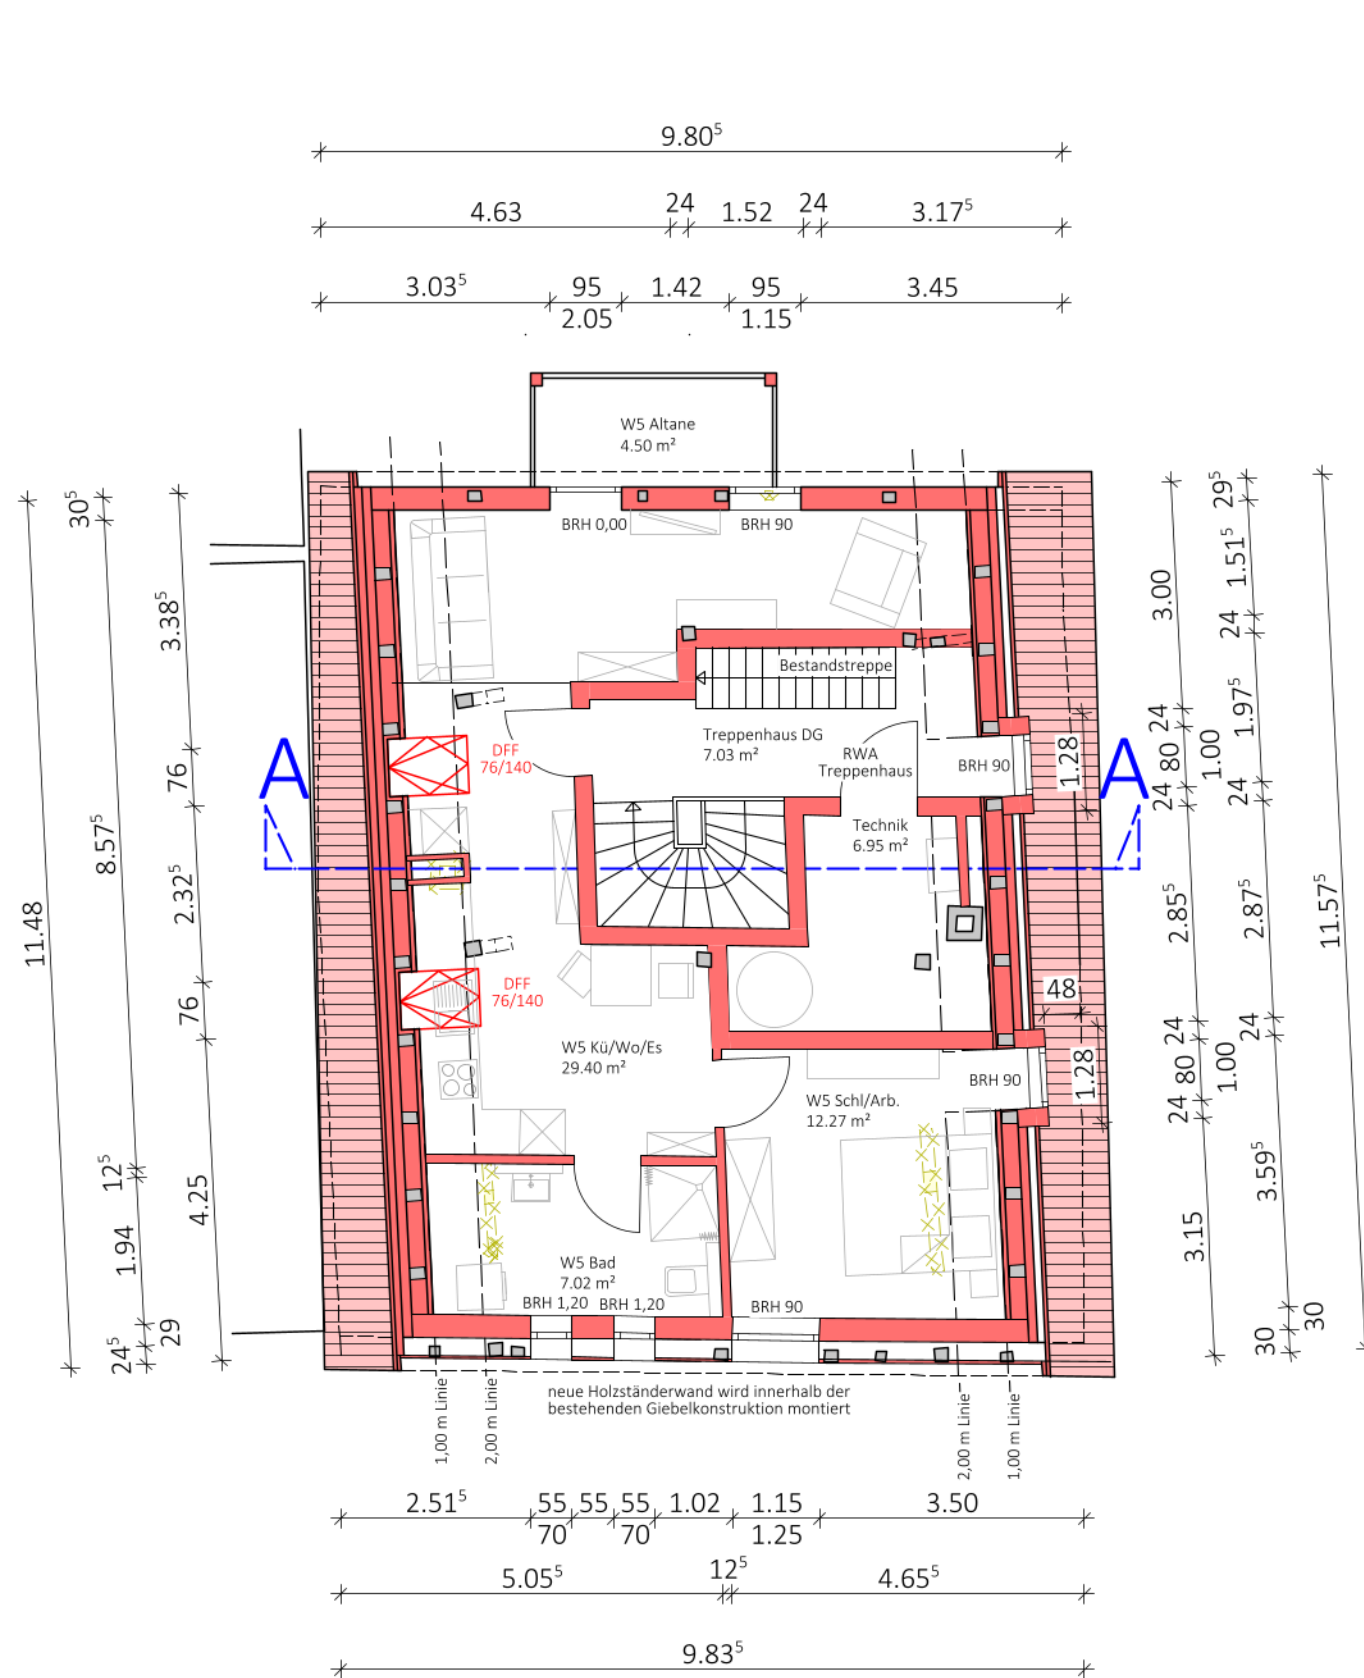 9.80⁵
4.63 24 1.52 24 3.17⁵
3.03⁵ 95 1.42 95 3.45
2.05 1.15
W5 Altane
4.50 m²
BRH 0,00
BRH 90
Bestandstreppe
Treppenhaus DG
7.03 m²
RWA
Treppenhaus
BRH 90
DFF
76/140
A
A
Technik
6.95 m²
DFF
76/140
W5 Kü/Wo/Es
29.40 m²
BRH 90
W5 Schl/Arb.
12.27 m²
W5 Bad
7.02 m²
BRH 1,20
BRH 1,20
BRH 90
neue Holzständerwand wird innerhalb der
bestehenden Giebelkonstruktion montiert
1,00 m Linie
2,00 m Linie
2,00 m Linie
1,00 m Linie
11.48
30⁵
8.57⁵
12⁵
1.94
29
24⁵
3.38⁵
76
2.32⁵
76
4.25
3.00
24
80
1.00
24
2.85⁵
24
80
1.00
24
3.15
29⁵
1.51⁵
24
1.97⁵
24
2.87⁵
24
3.59⁵
30
30
11.57⁵
1.28
48
1.28
2.51⁵ 55 55 55 1.02 1.15 3.50
70 70 1.25
5.05⁵ 12⁵ 4.65⁵
9.83⁵